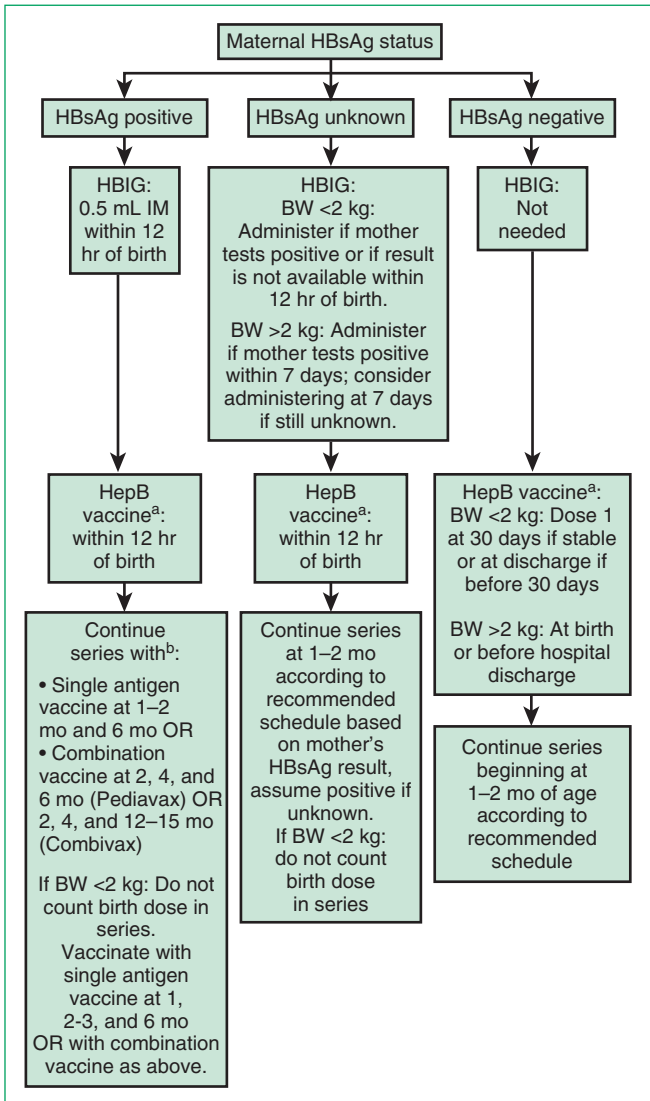 Maternal HBsAg status
HBsAg positive
HBsAg unknown
HBsAg negative
HBIG:
0.5 mL IM
within 12
hr of birth
HBIG:
BW <2 kg:
Administer if mother
tests positive or if result
is not available within
12 hr of birth.
BW >2 kg: Administer
if mother tests positive
within 7 days; consider
administering at 7 days
if still unknown.
HBIG:
Not
needed
HepB
vaccineᵃ:
within 12 hr
of birth
HepB
vaccineᵃ:
within 12 hr
of birth
HepB vaccineᵃ:
BW <2 kg: Dose 1
at 30 days if stable
or at discharge if
before 30 days
BW >2 kg: At birth
or before hospital
discharge
Continue
series withᵇ:
• Single antigen
vaccine at 1–2
mo and 6 mo OR
• Combination
vaccine at 2, 4, and
6 mo (Pediavax) OR
2, 4, and 12–15 mo
(Combivax)
If BW <2 kg: Do not
count birth dose in
series.
Vaccinate with
single antigen
vaccine at 1,
2-3, and 6 mo
OR with combination
vaccine as above.
Continue series
at 1–2 mo
according to
recommended
schedule based
on mother's
HBsAg result,
assume positive if
unknown.
If BW <2 kg:
do not count
birth dose
in series
Continue series
beginning at
1–2 mo of age
according to
recommended
schedule